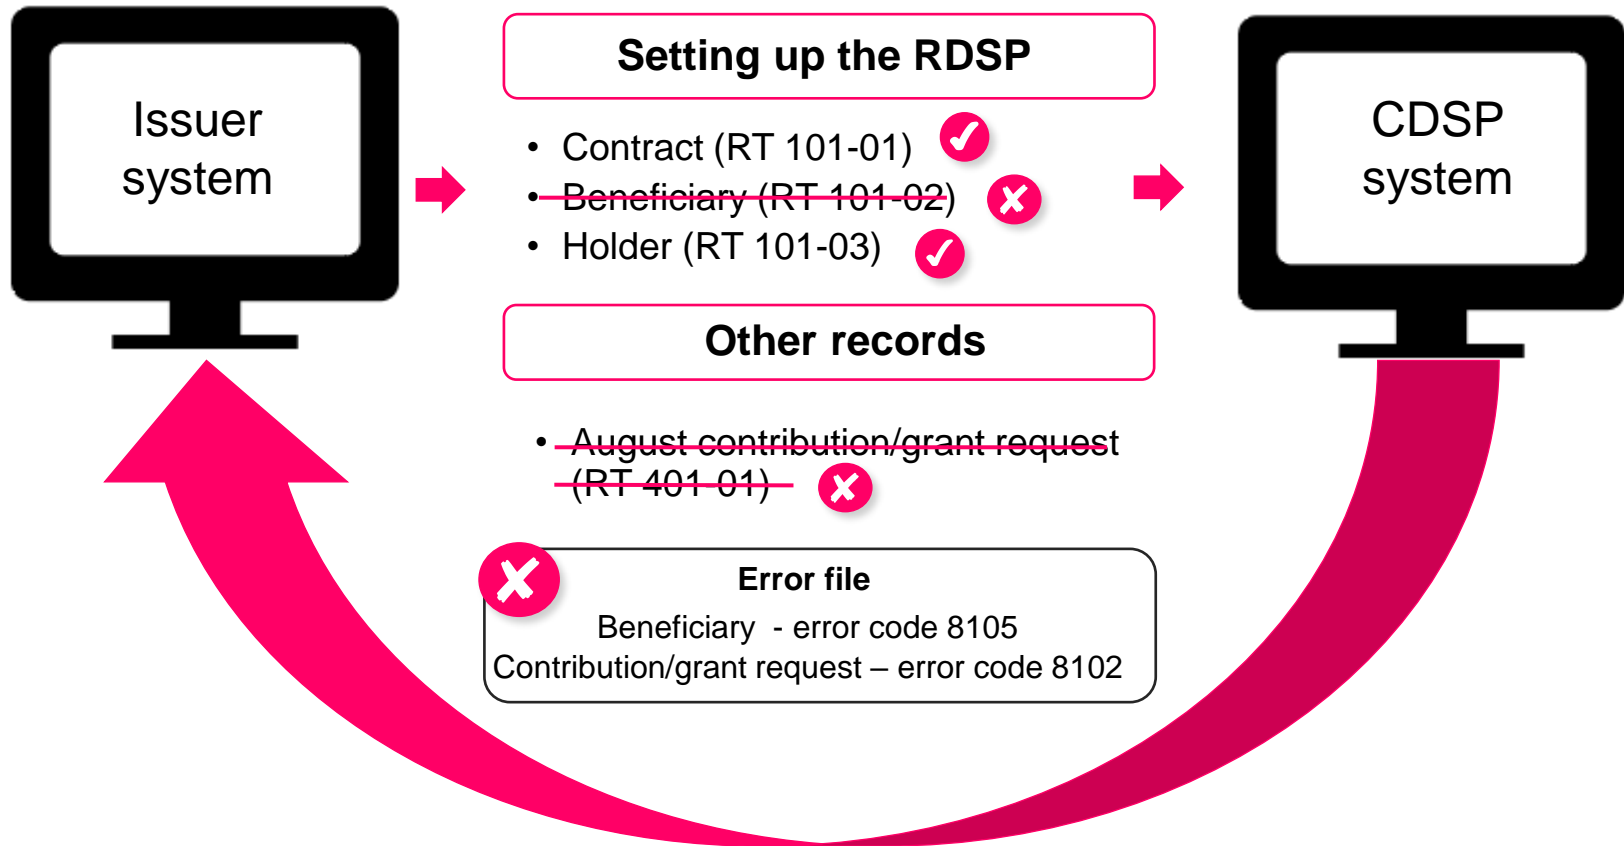 Issuer
system
Setting up the RDSP
• Contract (RT 101-01)
• Beneficiary (RT 101-02)
• Holder (RT 101-03)
CDSP
system
Other records
• August contribution/grant request
(RT 401-01)
Error file
Beneficiary - error code 8105
Contribution/grant request – error code 8102